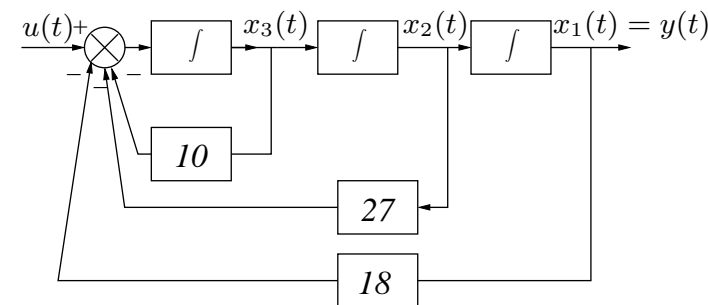 u(t) + x₃(t) x₂(t) x₁(t) = y(t)
∫ ∫ ∫
− − −
10
27
18